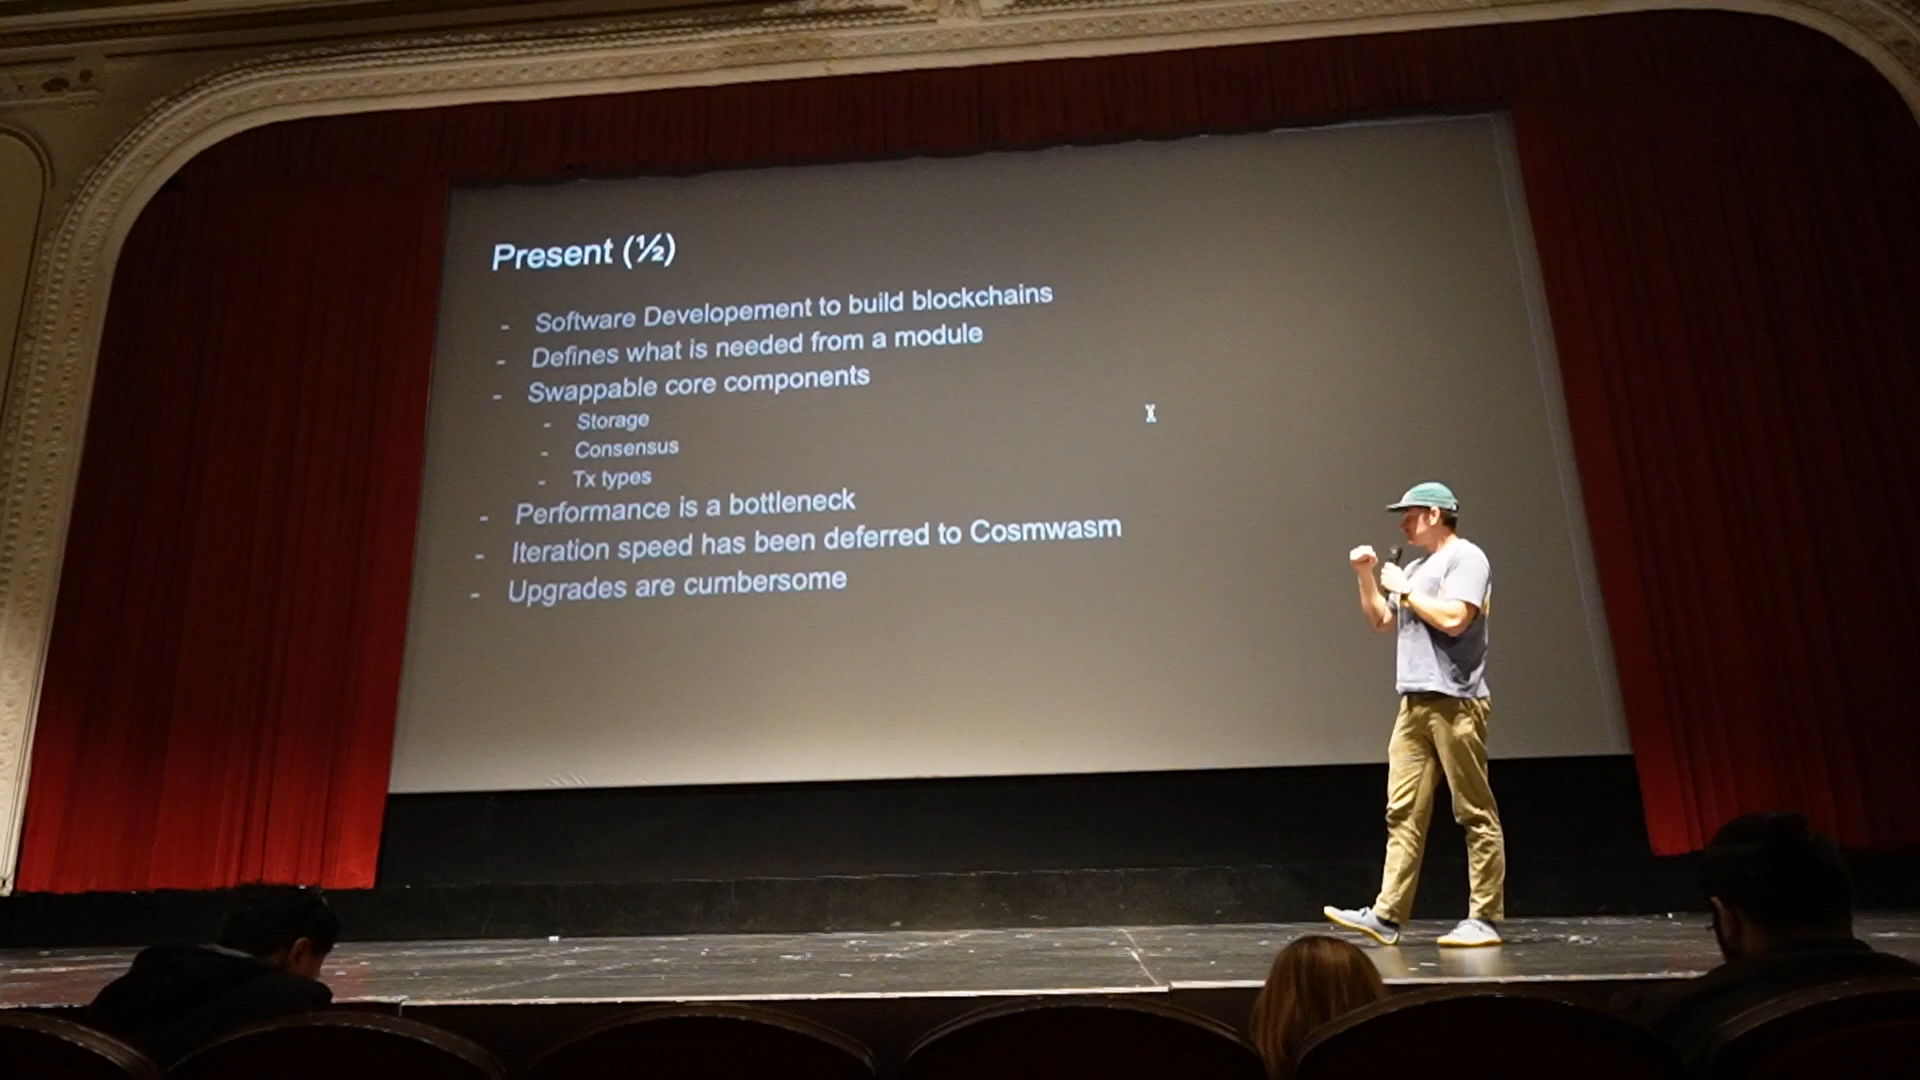 Present (½)
- Software Developement to build blockchains
- Defines what is needed from a module
- Swappable core components
- Storage
- Consensus
- Tx types
- Performance is a bottleneck
- Iteration speed has been deferred to Cosmwasm
- Upgrades are cumbersome